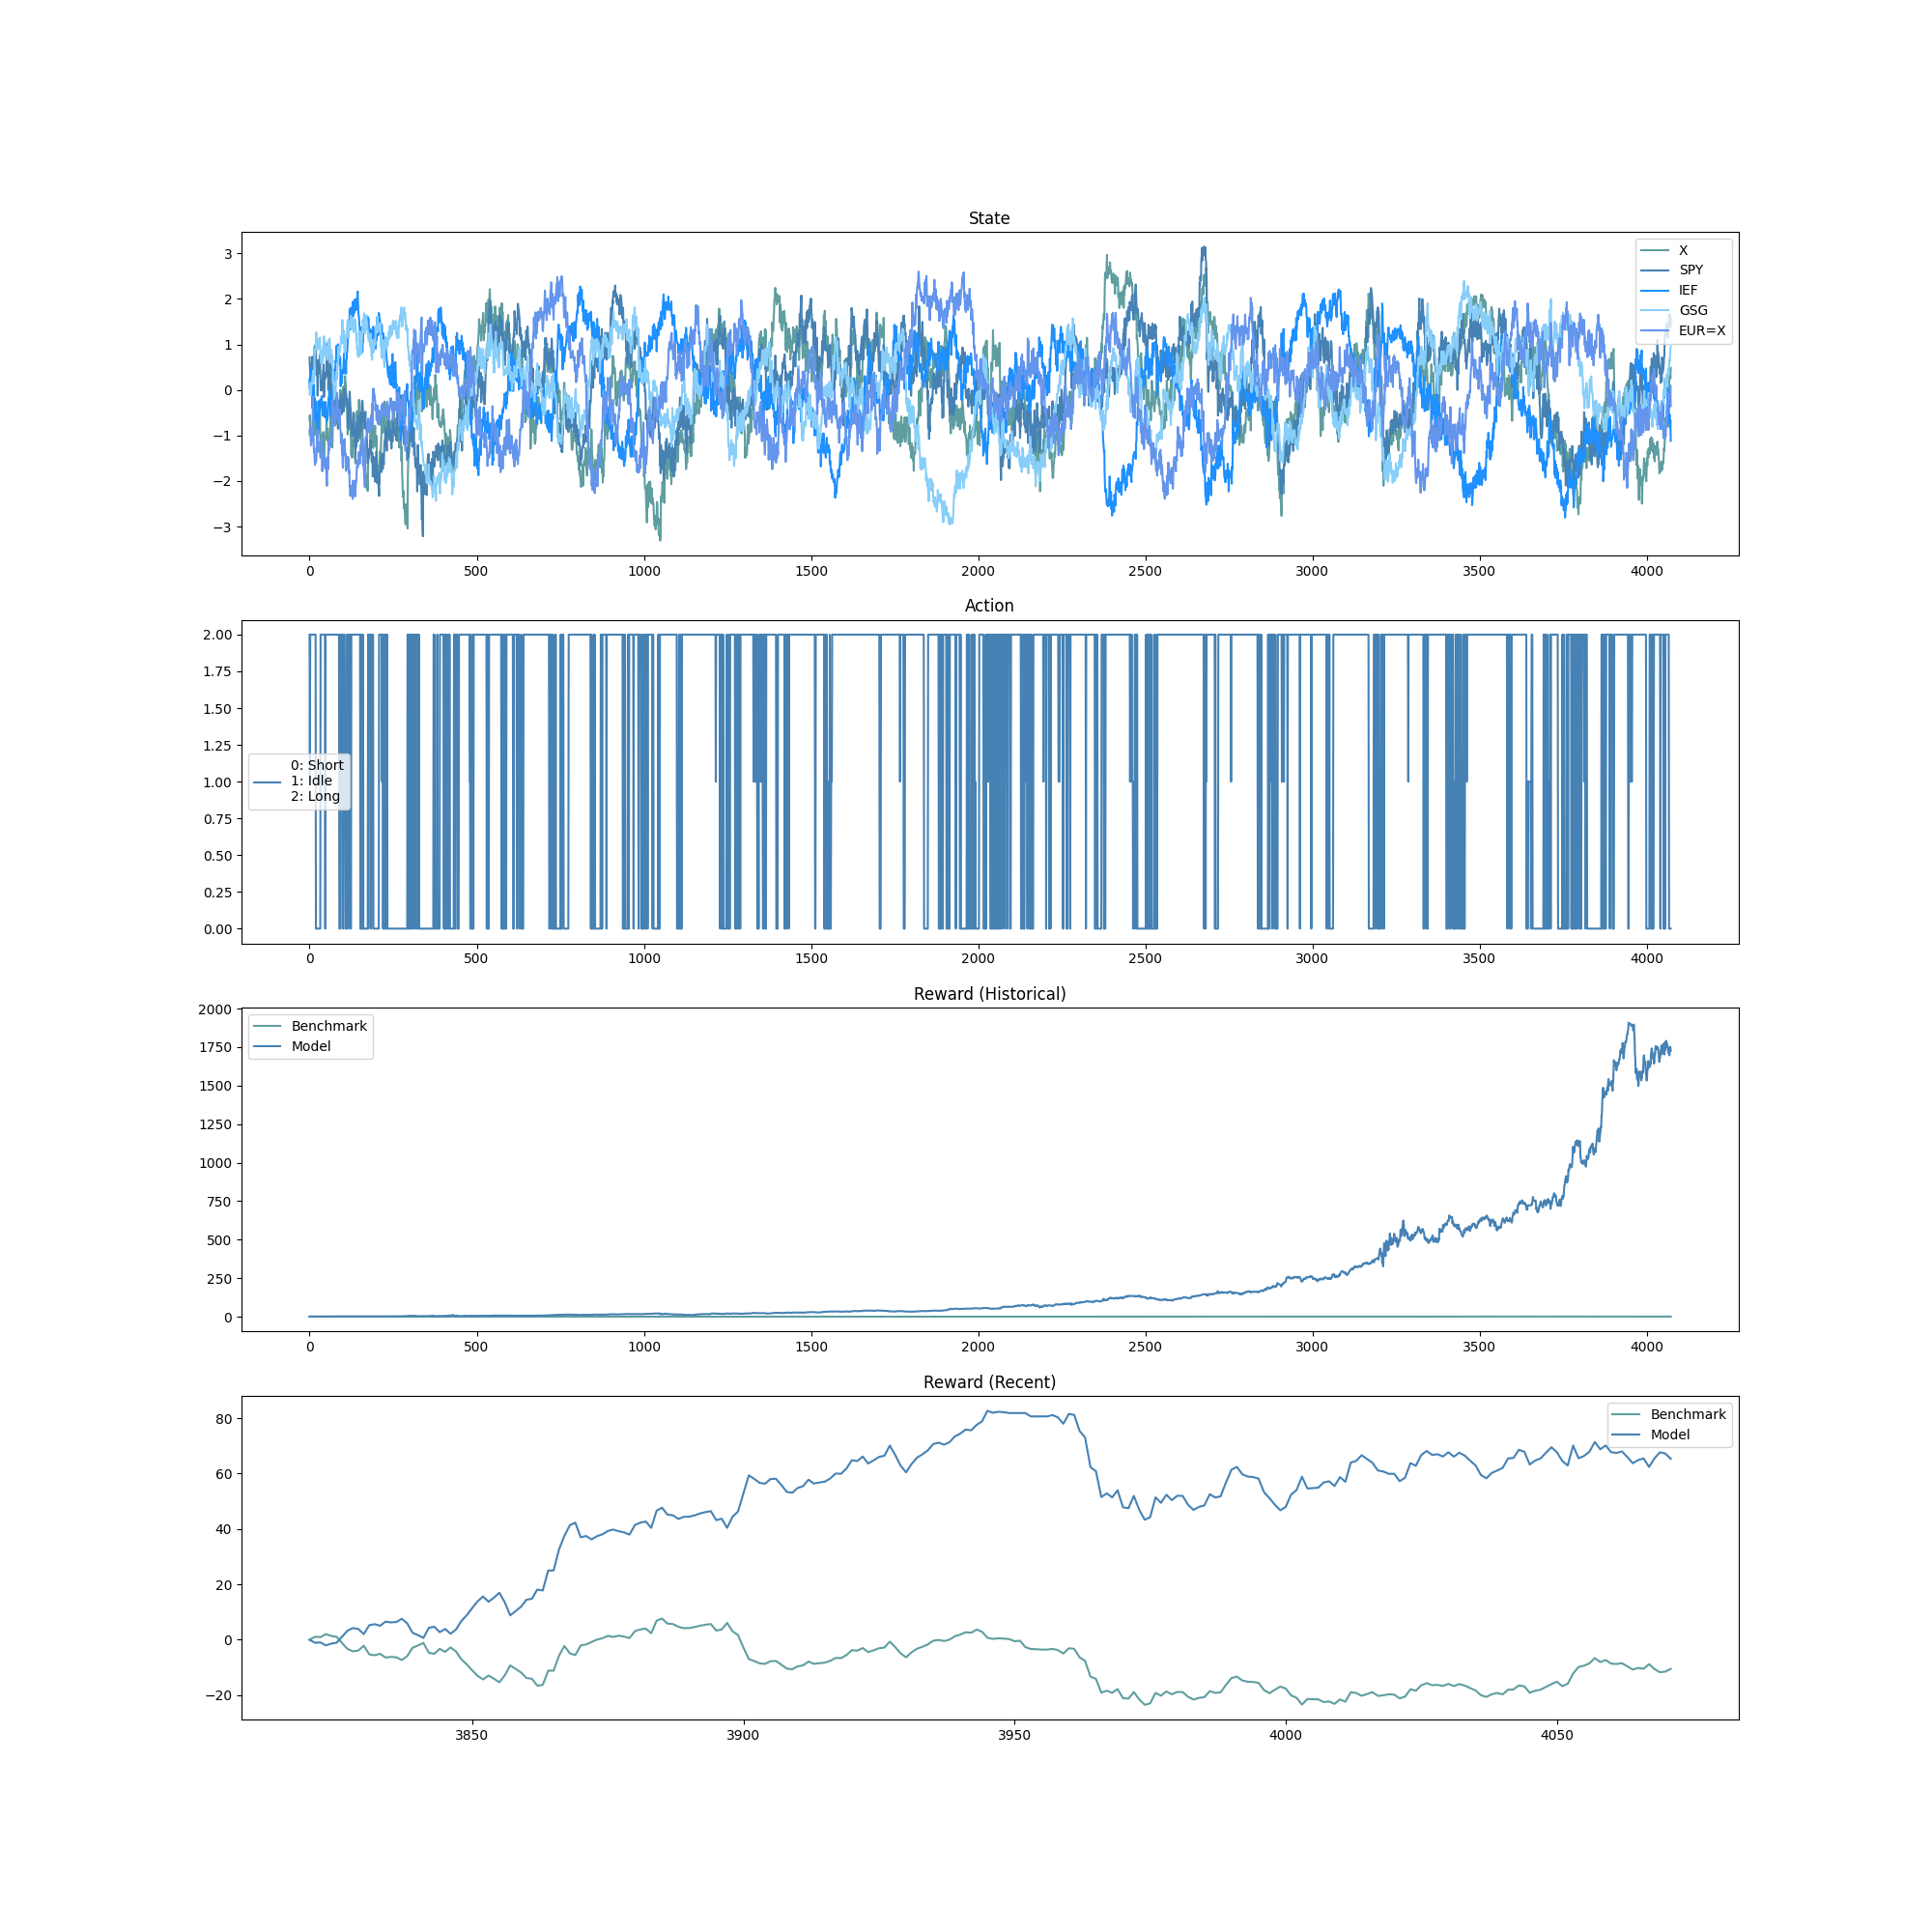 State
3
2
1
0
−1
−2
−3
X
SPY
IEF
GSG
EUR=X
0 500 1000 1500 2000 2500 3000 3500 4000
Action
2.00
1.75
1.50
1.25
1.00
0.75
0.50
0.25
0.00
0: Short
1: Idle
2: Long
0 500 1000 1500 2000 2500 3000 3500 4000
Reward (Historical)
2000
1750
1500
1250
1000
750
500
250
0
Benchmark
Model
0 500 1000 1500 2000 2500 3000 3500 4000
Reward (Recent)
80
60
40
20
0
−20
Benchmark
Model
3850 3900 3950 4000 4050